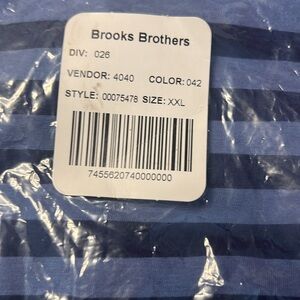 Brooks Brothers
DIV: 026
VENDOR: 4040 COLOR: 042
STYLE: 00075478 SIZE: XXL
7455620740000000